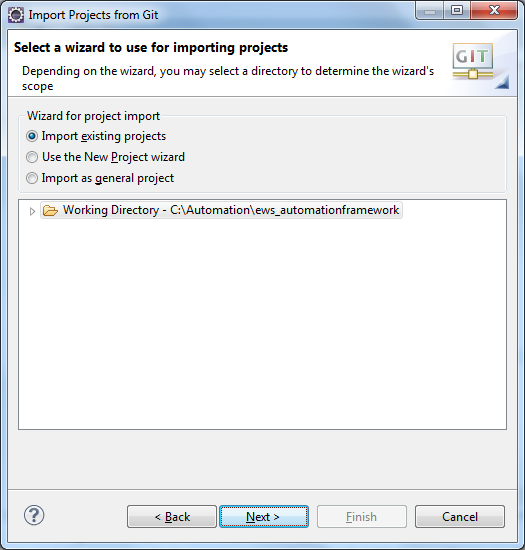 Import Projects from Git
Select a wizard to use for importing projects
Depending on the wizard, you may select a directory to determine the wizard's
scope
GIT
Wizard for project import
Import existing projects
Use the New Project wizard
Import as general project
Working Directory - C:\Automation\ews_automationframework
?
< Back
Next >
Finish
Cancel